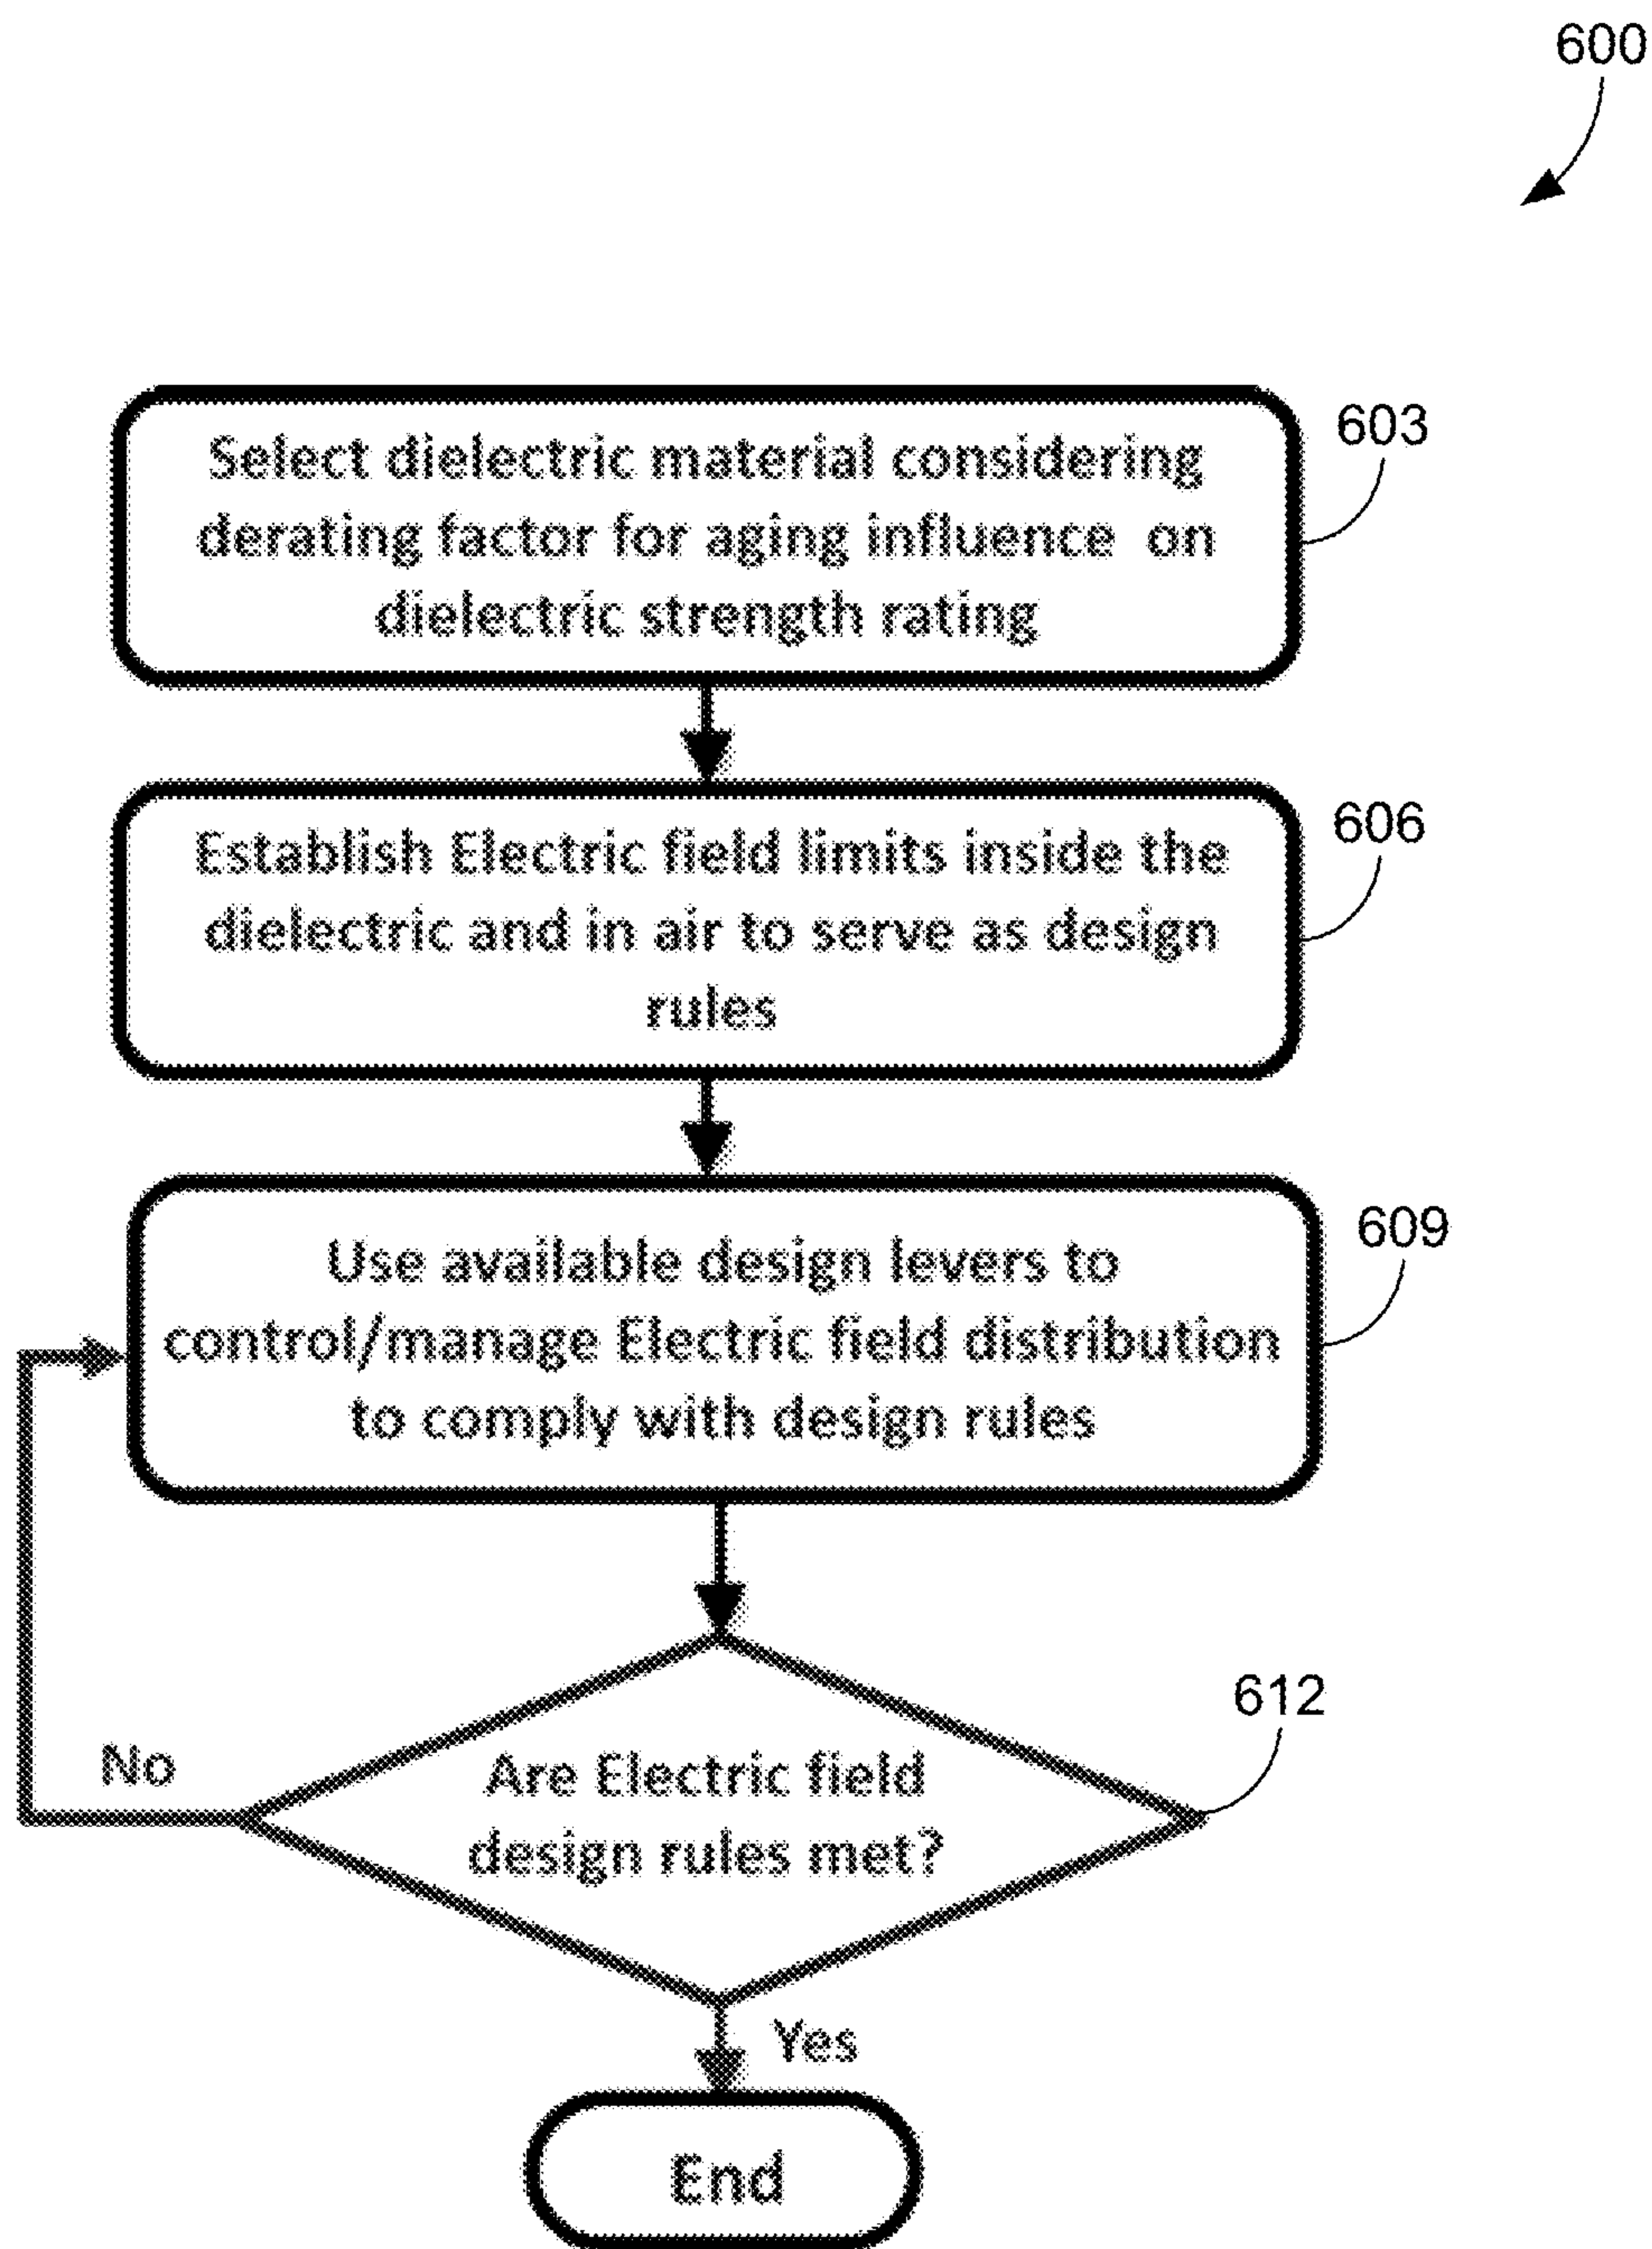 600
Select dielectric material considering
603
derating factor for aging influence on
dielectric strength rating
Establish Electric field limits inside the
606
dielectric and in air to serve as design
rules
Use available design levers to
609
control/manage Electric field distribution
to comply with design rules
612
No
Are Electric field
design rules met?
Yes
End